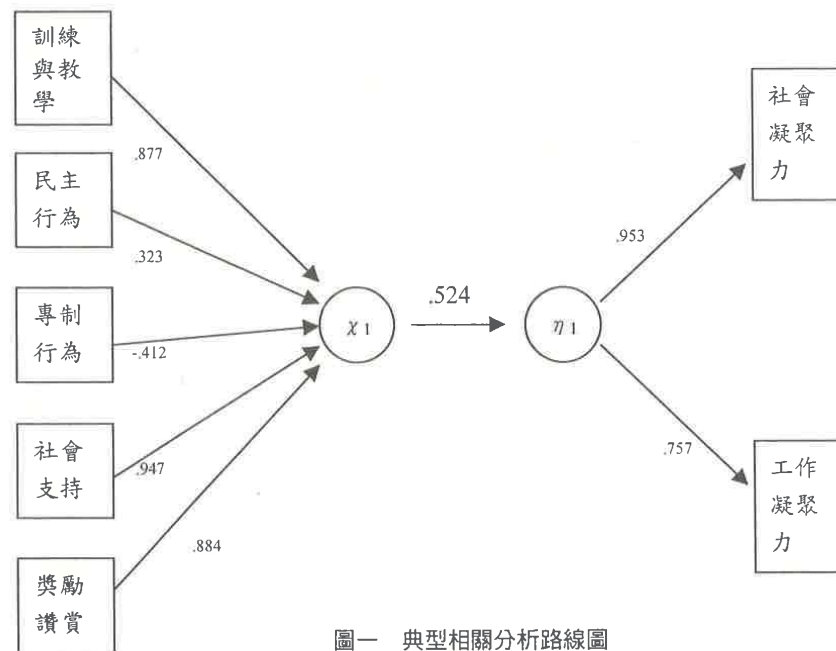 訓練
與教
學
.877
民主
行為
.323
專制
行為
-.412
社會
支持
.947
獎勵
讚賞
.884
χ 1
.524
η 1
.953
社會
凝聚
力
.757
工作
凝聚
力
圖一 典型相關分析路線圖